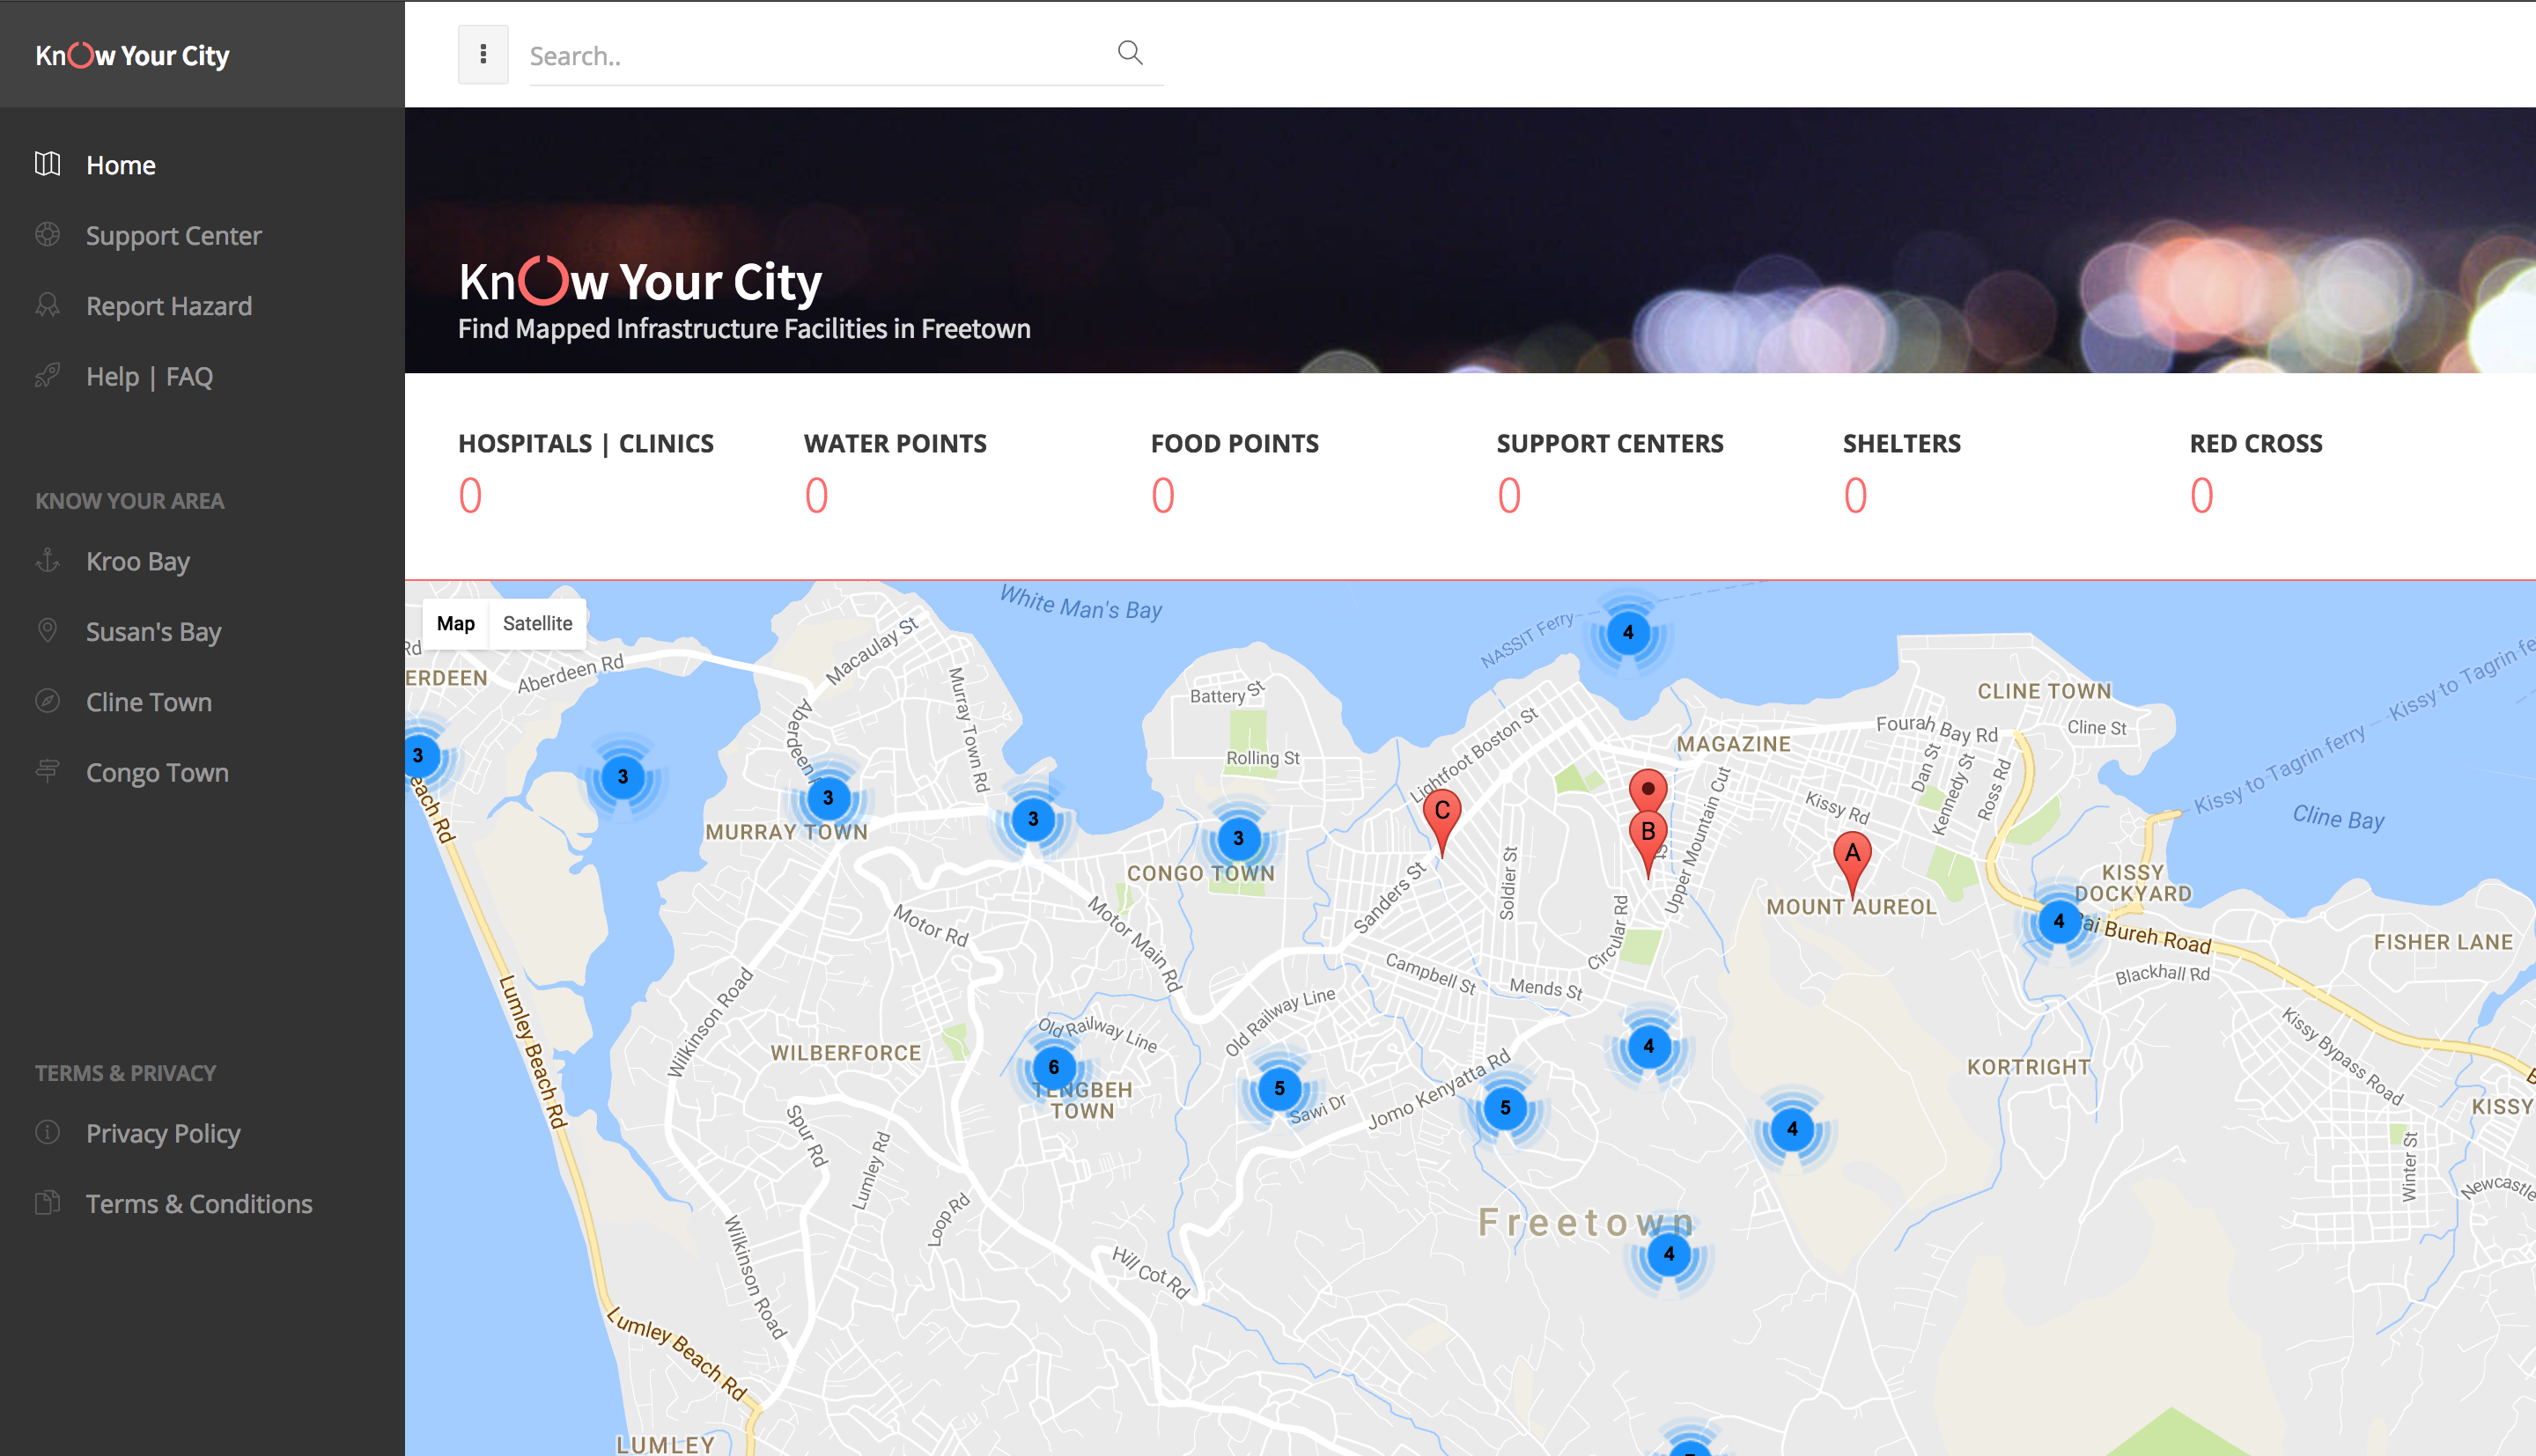 Know Your City
Search..
Home
Support Center
Report Hazard
Help | FAQ
KNOW YOUR AREA
Kroo Bay
Susan's Bay
Cline Town
Congo Town
TERMS & PRIVACY
Privacy Policy
Terms & Conditions
Know Your City
Find Mapped Infrastructure Facilities in Freetown
HOSPITALS | CLINICS
0
WATER POINTS
0
FOOD POINTS
0
SUPPORT CENTERS
0
SHELTERS
0
RED CROSS
0
Map
Satellite
White Man's Bay
NASSIT Ferry
4
Kissy to Tagrin ferry
Kissy to Tagrin fe
Rd
ERDEEN
Aberdeen Rd
Macaulay St
Murray Town Rd
Battery St
Rolling St
Lightfoot Boston St
MAGAZINE
CLINE TOWN
Fourah Bay Rd
Cline St
Dan St
Kennedy St
Ross Rd
Kissy Rd
Cline Bay
3
each Rd
3
Aberdeen
3
MURRAY TOWN
3
3
CONGO TOWN
C
B
A
St
Upper Mountain Cut
MOUNT AUREOL
KISSY
DOCKYARD
4
ai Bureh Road
FISHER LANE
Blackhall Rd
Sanders St
Soldier St
Circular Rd
Motor Rd
Motor Main Rd
Campbell St
Mends St
Lumley Beach Rd
Wilkinson Road
Old Railway Line
Old Railway Line
WILBERFORCE
6
TENGBEH
TOWN
5
Sawi Dr
Jomo Kenyatta Rd
5
4
4
KORTRIGHT
Kissy Bypass Road
KISSY
Winter St
Newcastle
Spur Rd
Lumley Rd
Loop Rd
Wilkinson Road
Hill Cot Rd
Freetown
4
Lumley Beach Rd
LUMLEY